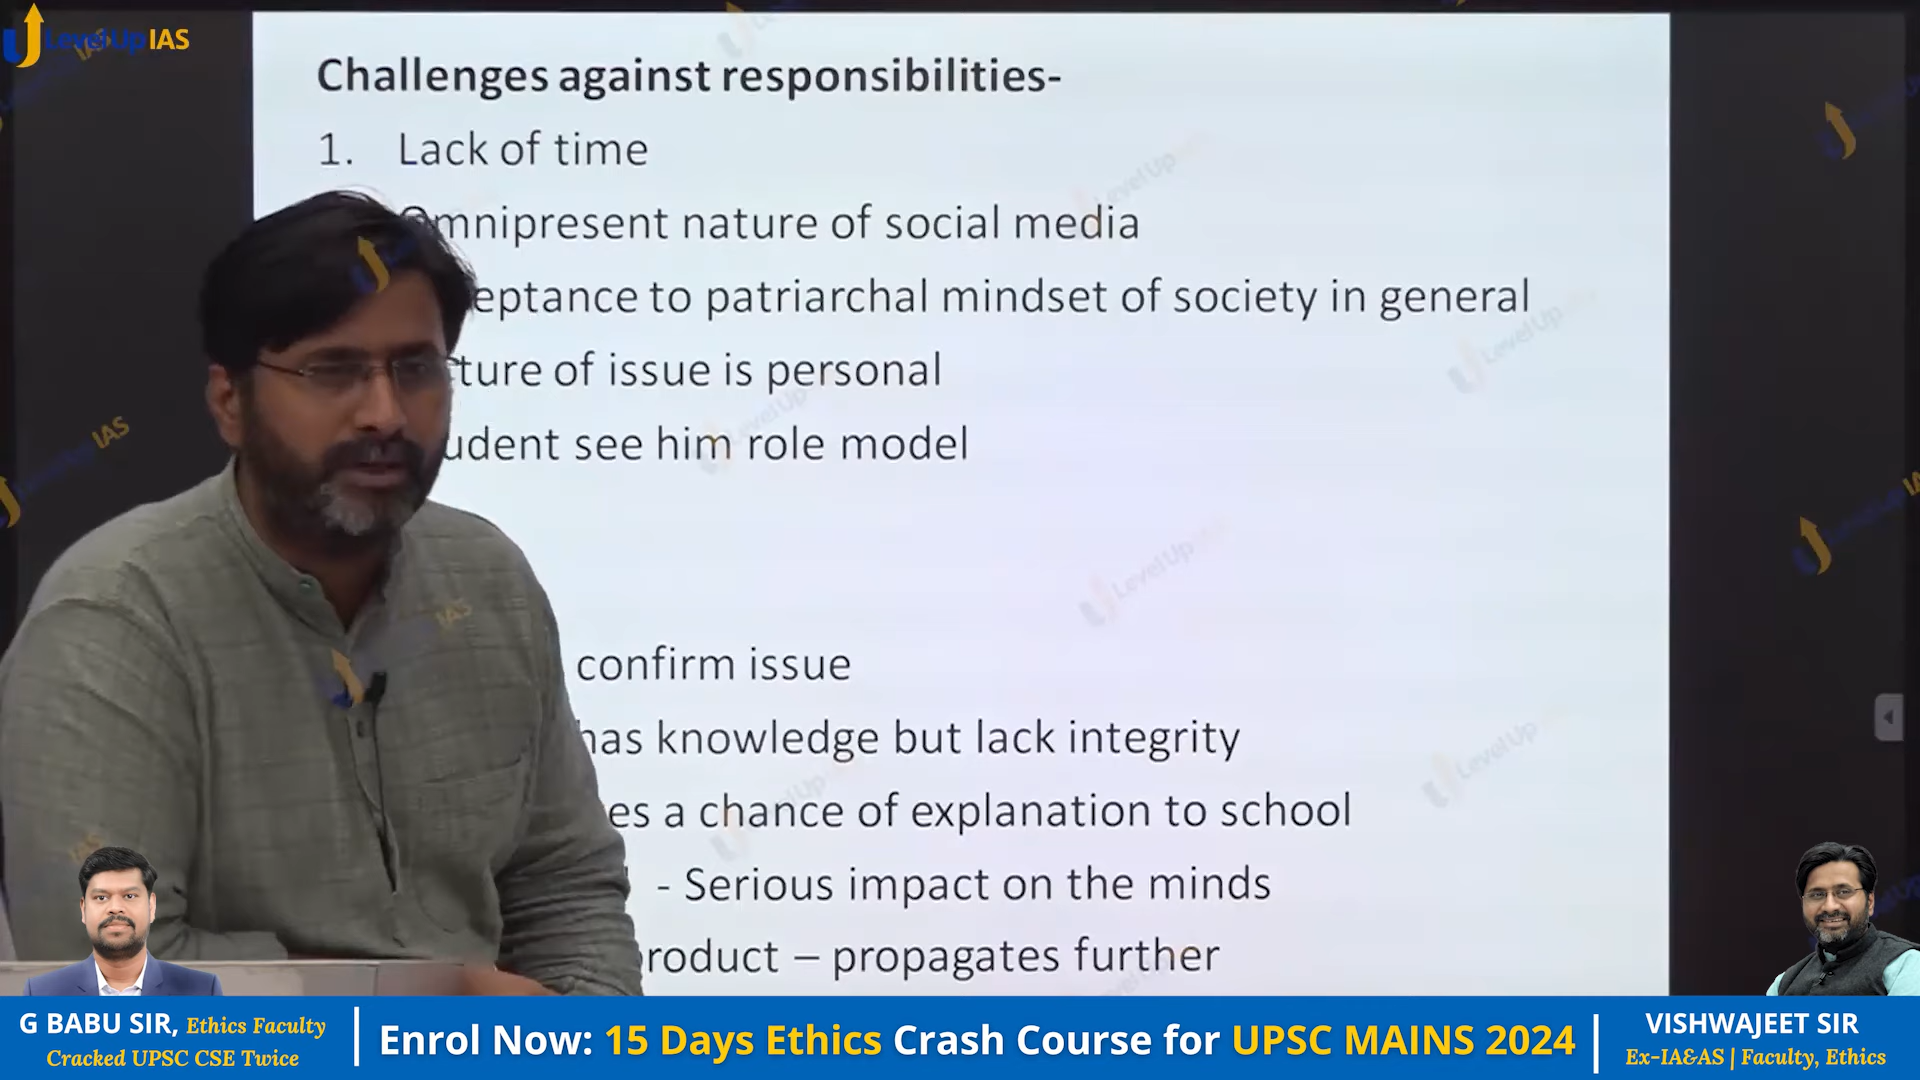 LevelUp IAS
Challenges against responsibilities-
1. Lack of time
Omnipresent nature of social media
eptance to patriarchal mindset of society in general
ture of issue is personal
udent see him role model
confirm issue
has knowledge but lack integrity
es a chance of explanation to school
- Serious impact on the minds
roduct – propagates further
G BABU SIR, Ethics Faculty
Cracked UPSC CSE Twice
Enrol Now: 15 Days Ethics Crash Course for UPSC MAINS 2024
VISHWAJEET SIR
Ex-IA&AS | Faculty, Ethics